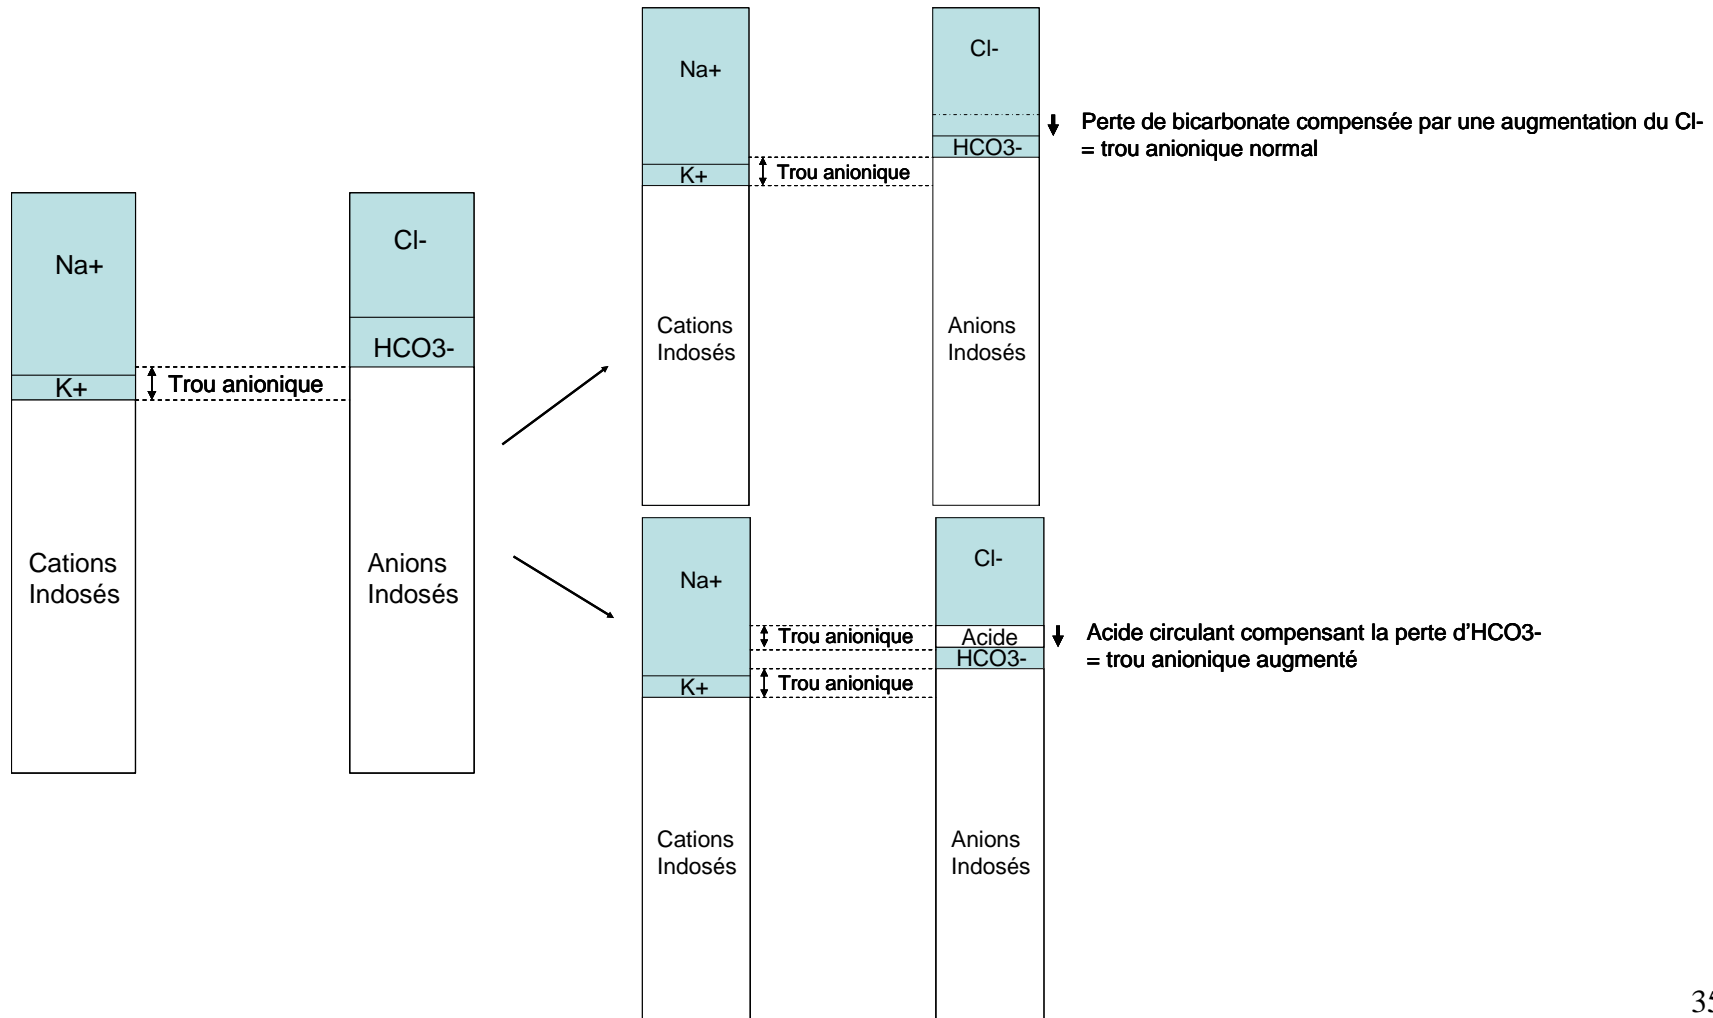 Na+
K+
Cations
Indosés
Trou anionique
Cl-
HCO3-
Anions
Indosés
Na+
K+
Cations
Indosés
Trou anionique
Cl-
HCO3-
Anions
Indosés
Perte de bicarbonate compensée par une augmentation du Cl-
= trou anionique normal
Na+
K+
Cations
Indosés
Trou anionique
Trou anionique
Cl-
Acide
HCO3-
Anions
Indosés
Acide circulant compensant la perte d'HCO3-
= trou anionique augmenté
35